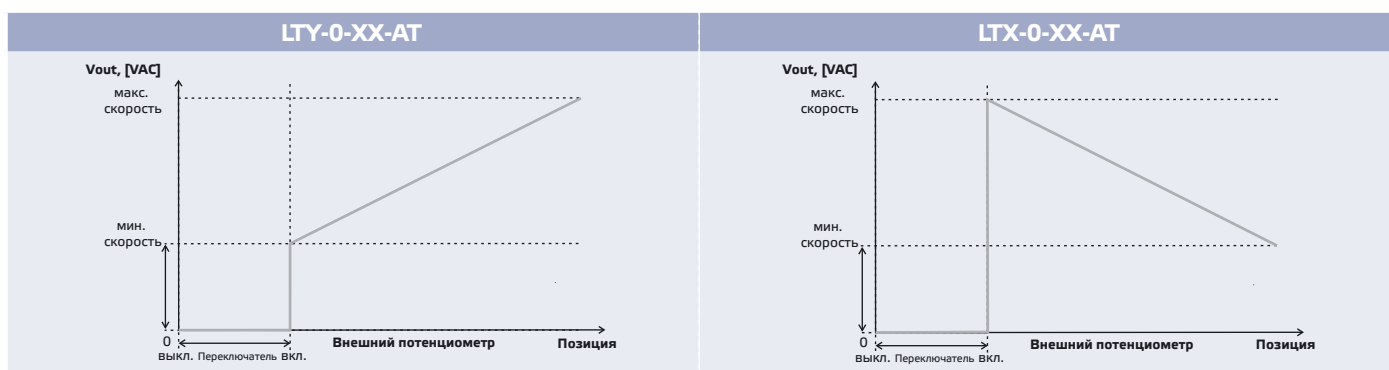 LTY-0-XX-AT
Vout, [VAC]
макс.
скорость
мин.
скорость
0
выкл. Переключатель вкл.
Внешний потенциометр
Позиция
LTX-0-XX-AT
Vout, [VAC]
макс.
скорость
мин.
скорость
0
выкл. Переключатель вкл.
Внешний потенциометр
Позиция